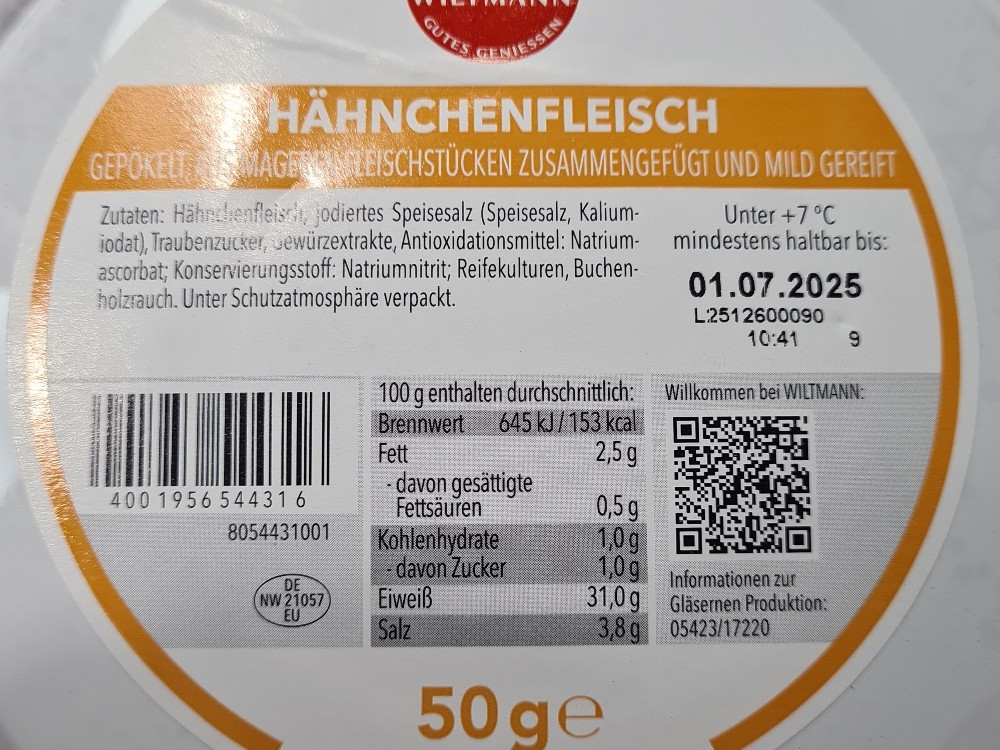 WILTMANN
GUTES GENIESSEN
HÄHNCHENFLEISCH
GEPÖKELT, AUS MAGEREN FLEISCHSTÜCKEN ZUSAMMENGEFÜGT UND MILD GEREIFT
Zutaten: Hähnchenfleisch, jodiertes Speisesalz (Speisesalz, Kalium-
iodat), Traubenzucker, Gewürzextrakte, Antioxidationsmittel: Natrium-
ascorbat; Konservierungsstoff: Natriumnitrit; Reifekulturen, Buchen-
holzrauch. Unter Schutzatmosphäre verpackt.
Unter +7 °C
mindestens haltbar bis:
01.07.2025
L2512600090
10:41 9
4001956544316
8054431001
DE
NW 21057
EU
100 g enthalten durchschnittlich:
Brennwert 645 kJ / 153 kcal
Fett 2,5 g
- davon gesättigte
Fettsäuren 0,5 g
Kohlenhydrate 1,0 g
- davon Zucker 1,0 g
Eiweiß 31,0 g
Salz 3,8 g
Willkommen bei WILTMANN:
Informationen zur
Gläsernen Produktion:
05423/17220
50 g e